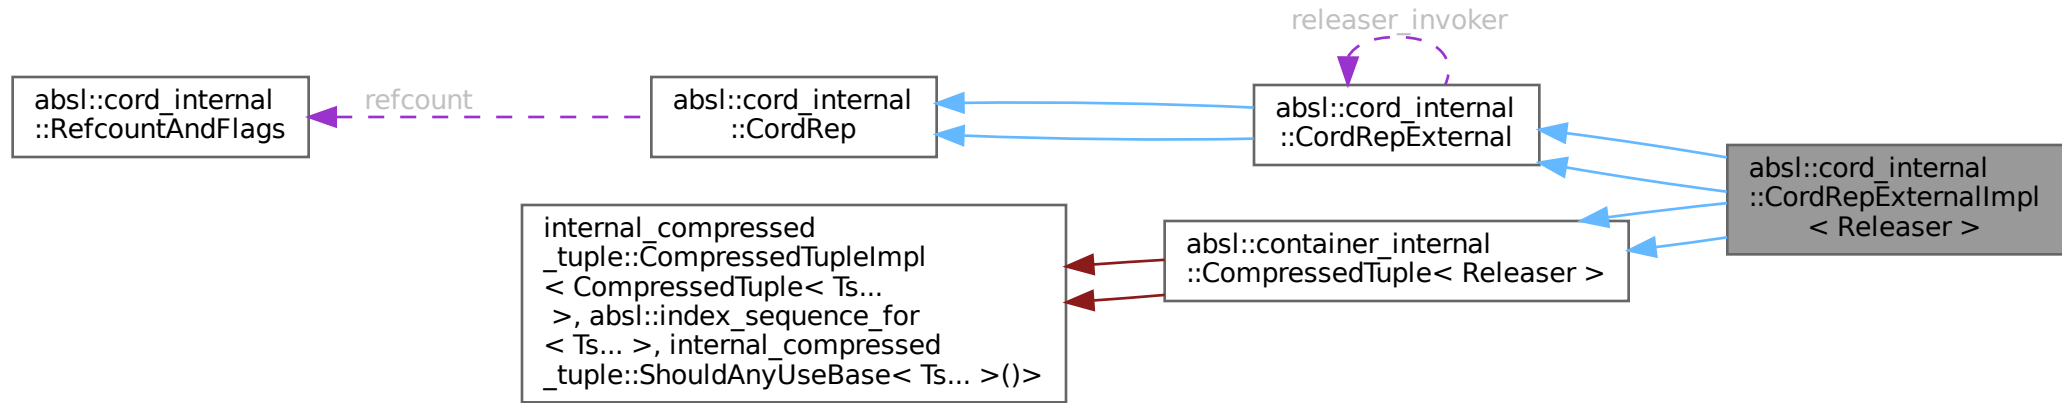 releaser_invoker
absl::cord_internal
::RefcountAndFlags
refcount
absl::cord_internal
::CordRep
absl::cord_internal
::CordRepExternal
absl::cord_internal
::CordRepExternalImpl
< Releaser >
internal_compressed
_tuple::CompressedTupleImpl
< CompressedTuple< Ts...
>, absl::index_sequence_for
< Ts... >, internal_compressed
_tuple::ShouldAnyUseBase< Ts... >()>
absl::container_internal
::CompressedTuple< Releaser >